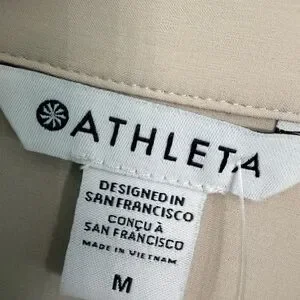 ATHLETA
DESIGNED IN
SAN FRANCISCO
CONÇU À
SAN FRANCISCO
MADE IN VIETNAM
M